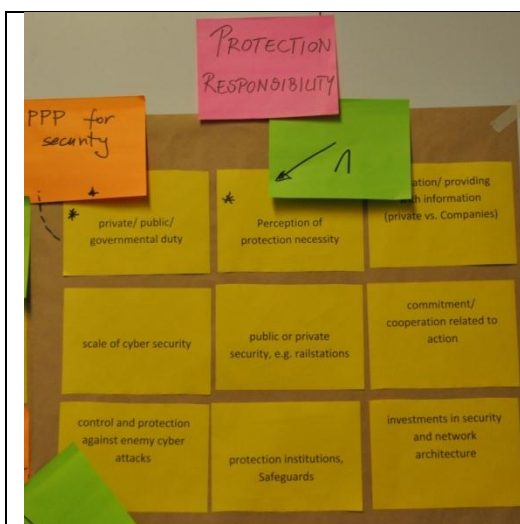 PROTECTION
RESPONSIBILITY
PPP for
security
1
private/ public/
governmental duty
Perception of
protection necessity
with information
(private vs. Companies)
scale of cyber security
public or private
security, e.g. railstations
commitment/
cooperation related to
action
control and protection
against enemy cyber
attacks
protection institutions,
Safeguards
investments in security
and network
architecture